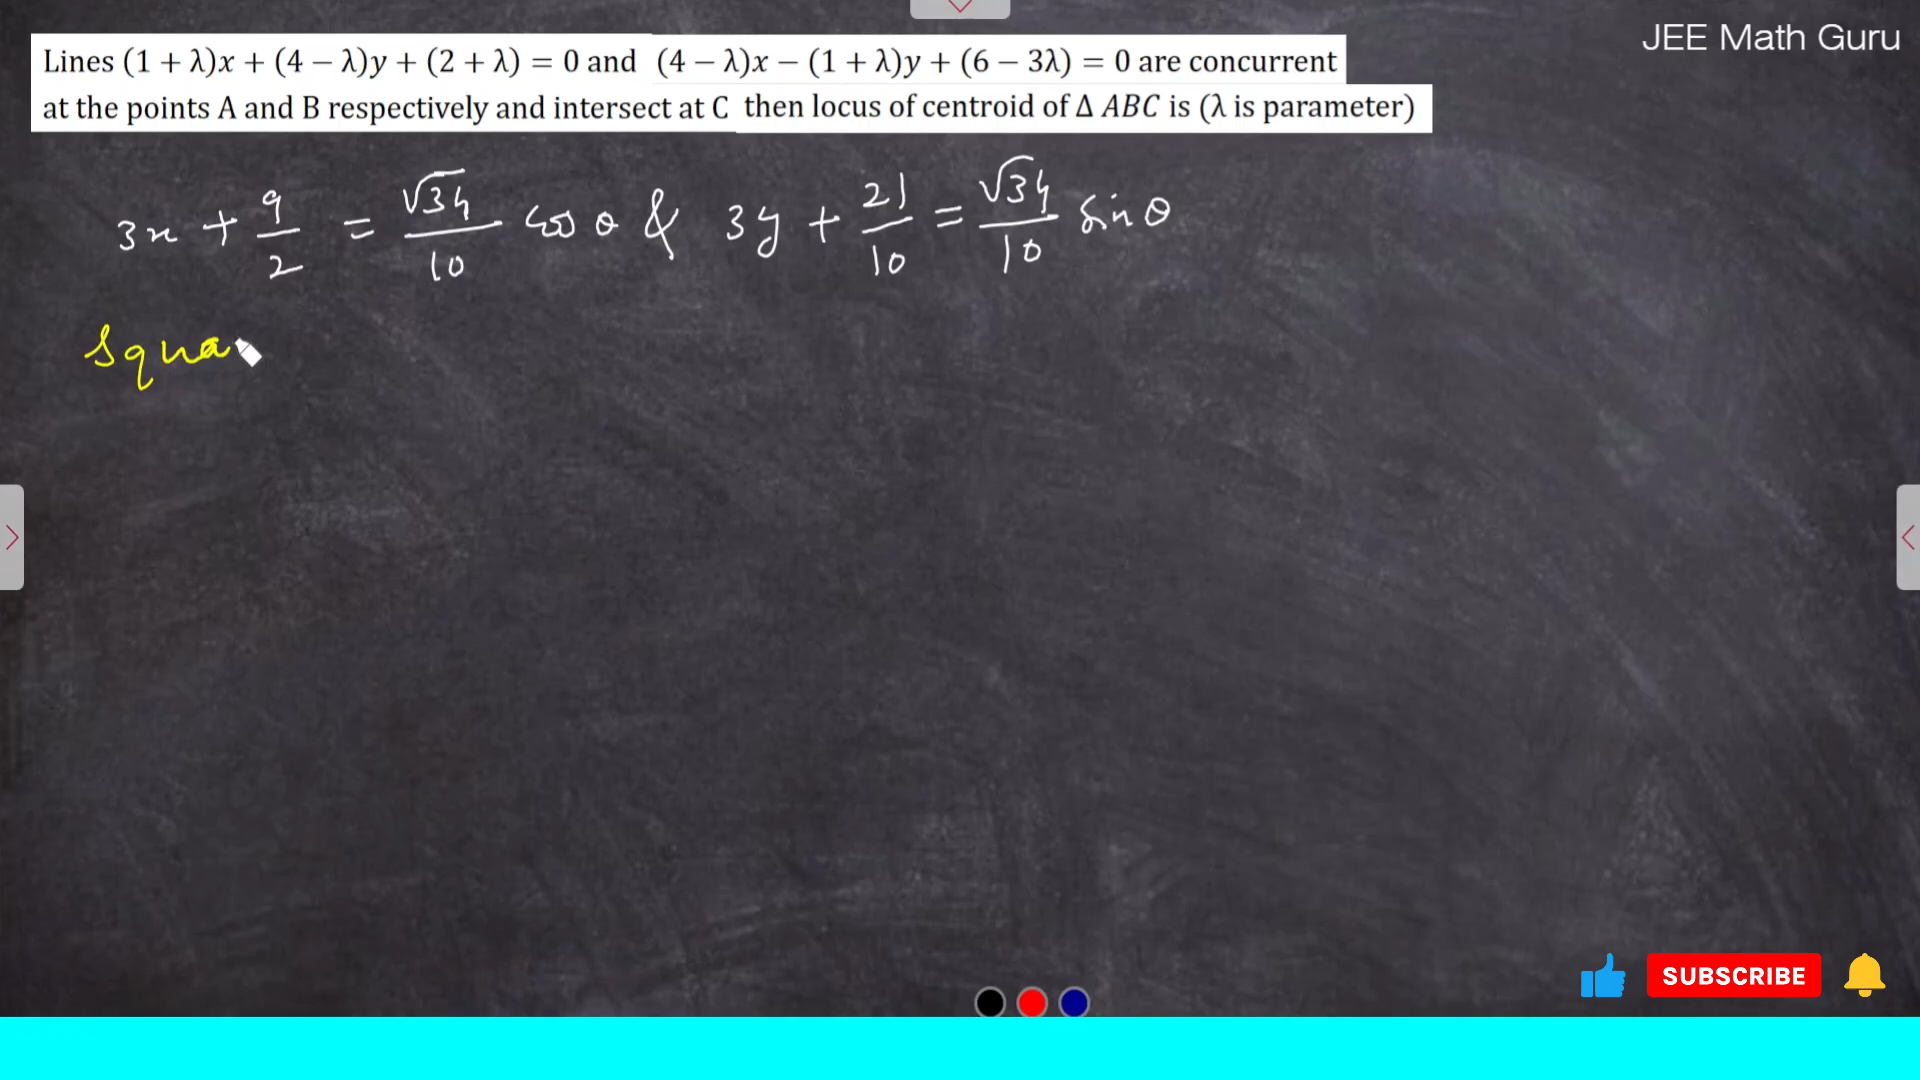 JEE Math Guru
Lines (1 + λ)x + (4 − λ)y + (2 + λ) = 0 and (4 − λ)x − (1 + λ)y + (6 − 3λ) = 0 are concurrent
at the points A and B respectively and intersect at C then locus of centroid of Δ ABC is (λ is parameter)
3x + 9/2 = √34/10 cos θ & 3y + 21/10 = √34/10 sin θ
Squa
SUBSCRIBE